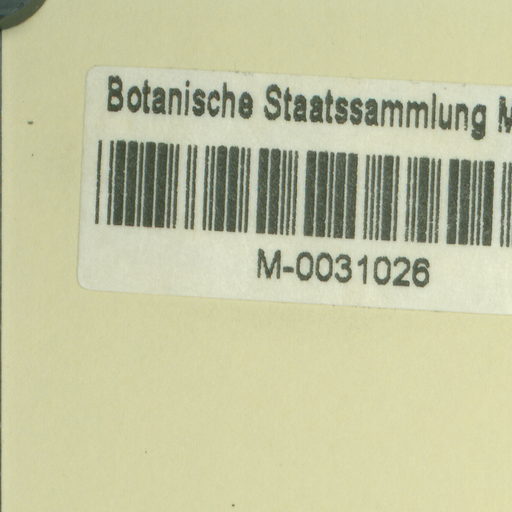 Botanische Staatssammlung M
M-0031026